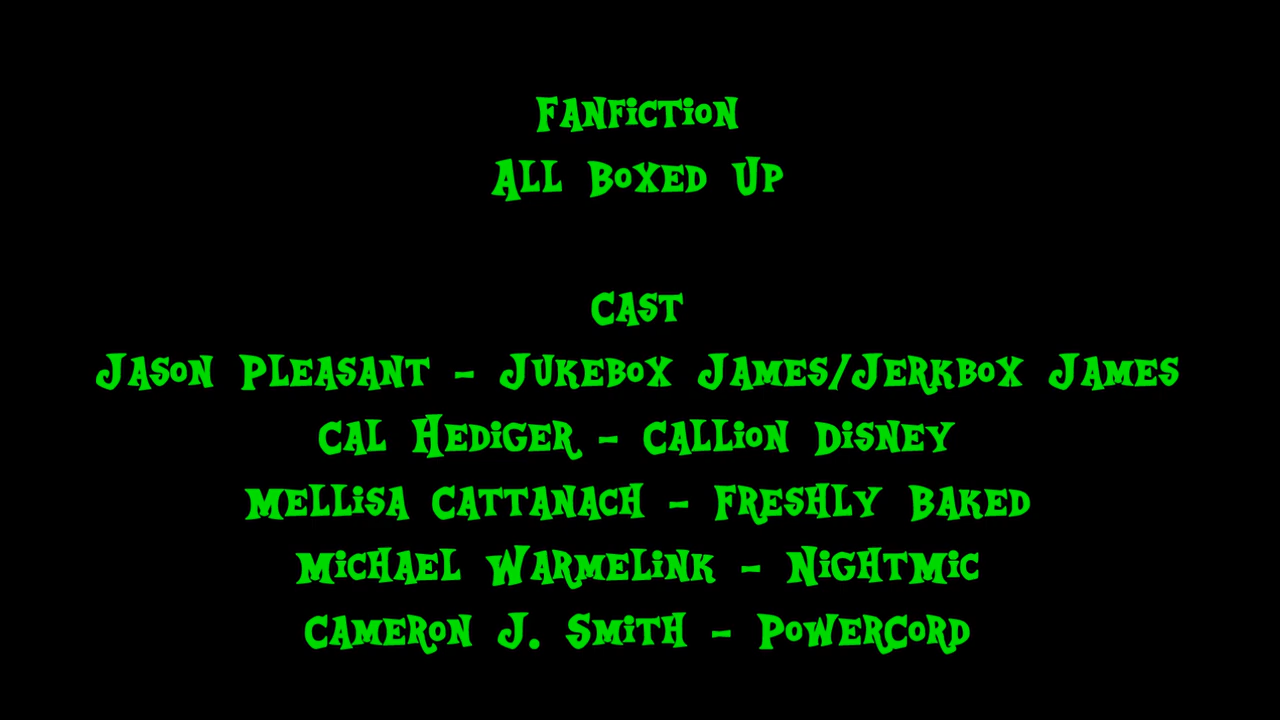 Fanfiction
All Boxed Up
Cast
Jason Pleasant - Jukebox James/Jerkbox James
Cal Hediger - Callion Disney
Mellisa Cattanach - Freshly Baked
Michael Warmelink - NightMic
Cameron J. Smith - PowerCord